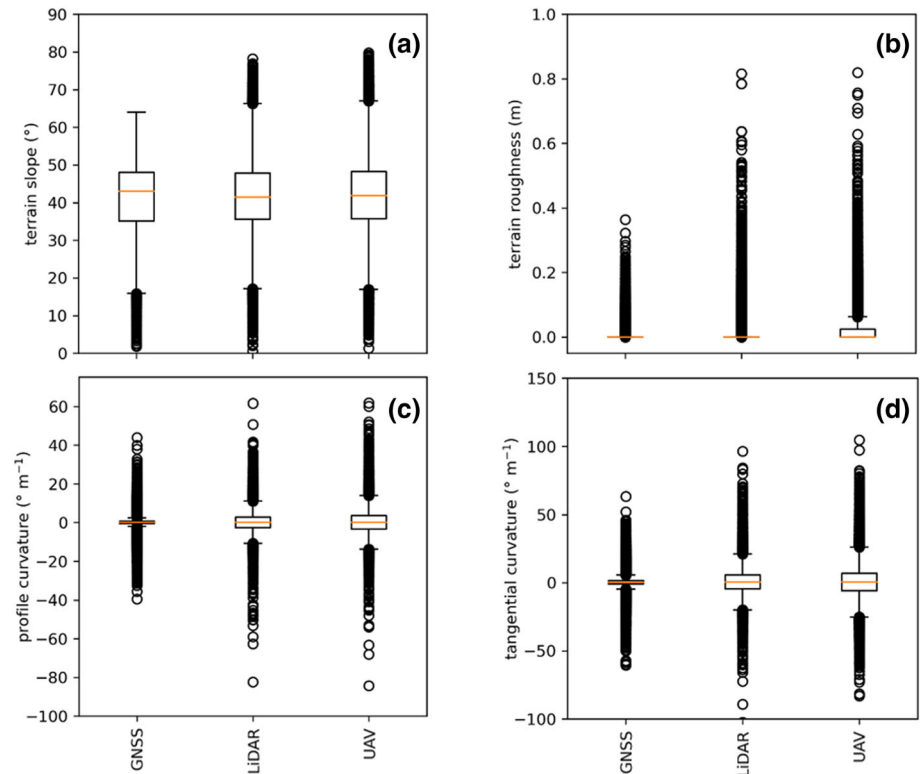 (a)
terrain slope (°)
90
80
70
60
50
40
30
20
10
0
(b)
terrain roughness (m)
1.0
0.8
0.6
0.4
0.2
0.0
(c)
profile curvature (° m⁻¹)
60
40
20
0
−20
−40
−60
−80
−100
GNSS
LiDAR
UAV
(d)
tangential curvature (° m⁻¹)
150
100
50
0
−50
−100
GNSS
LiDAR
UAV